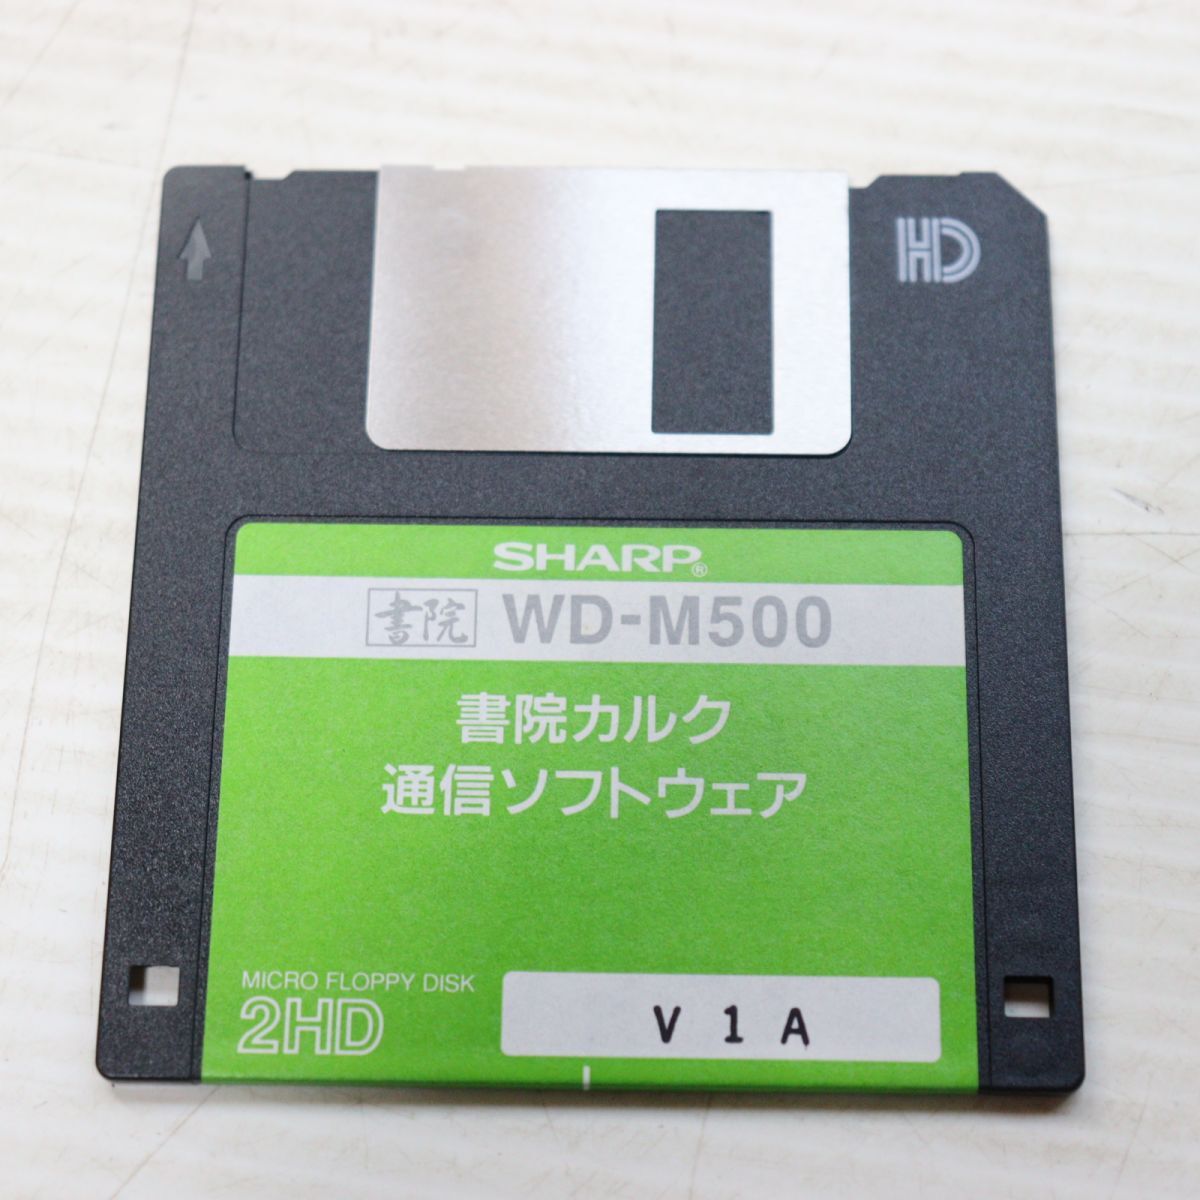 HD
SHARP®
書院 WD-M500
書院カルク
通信ソフトウェア
MICRO FLOPPY DISK
2HD
V 1 A